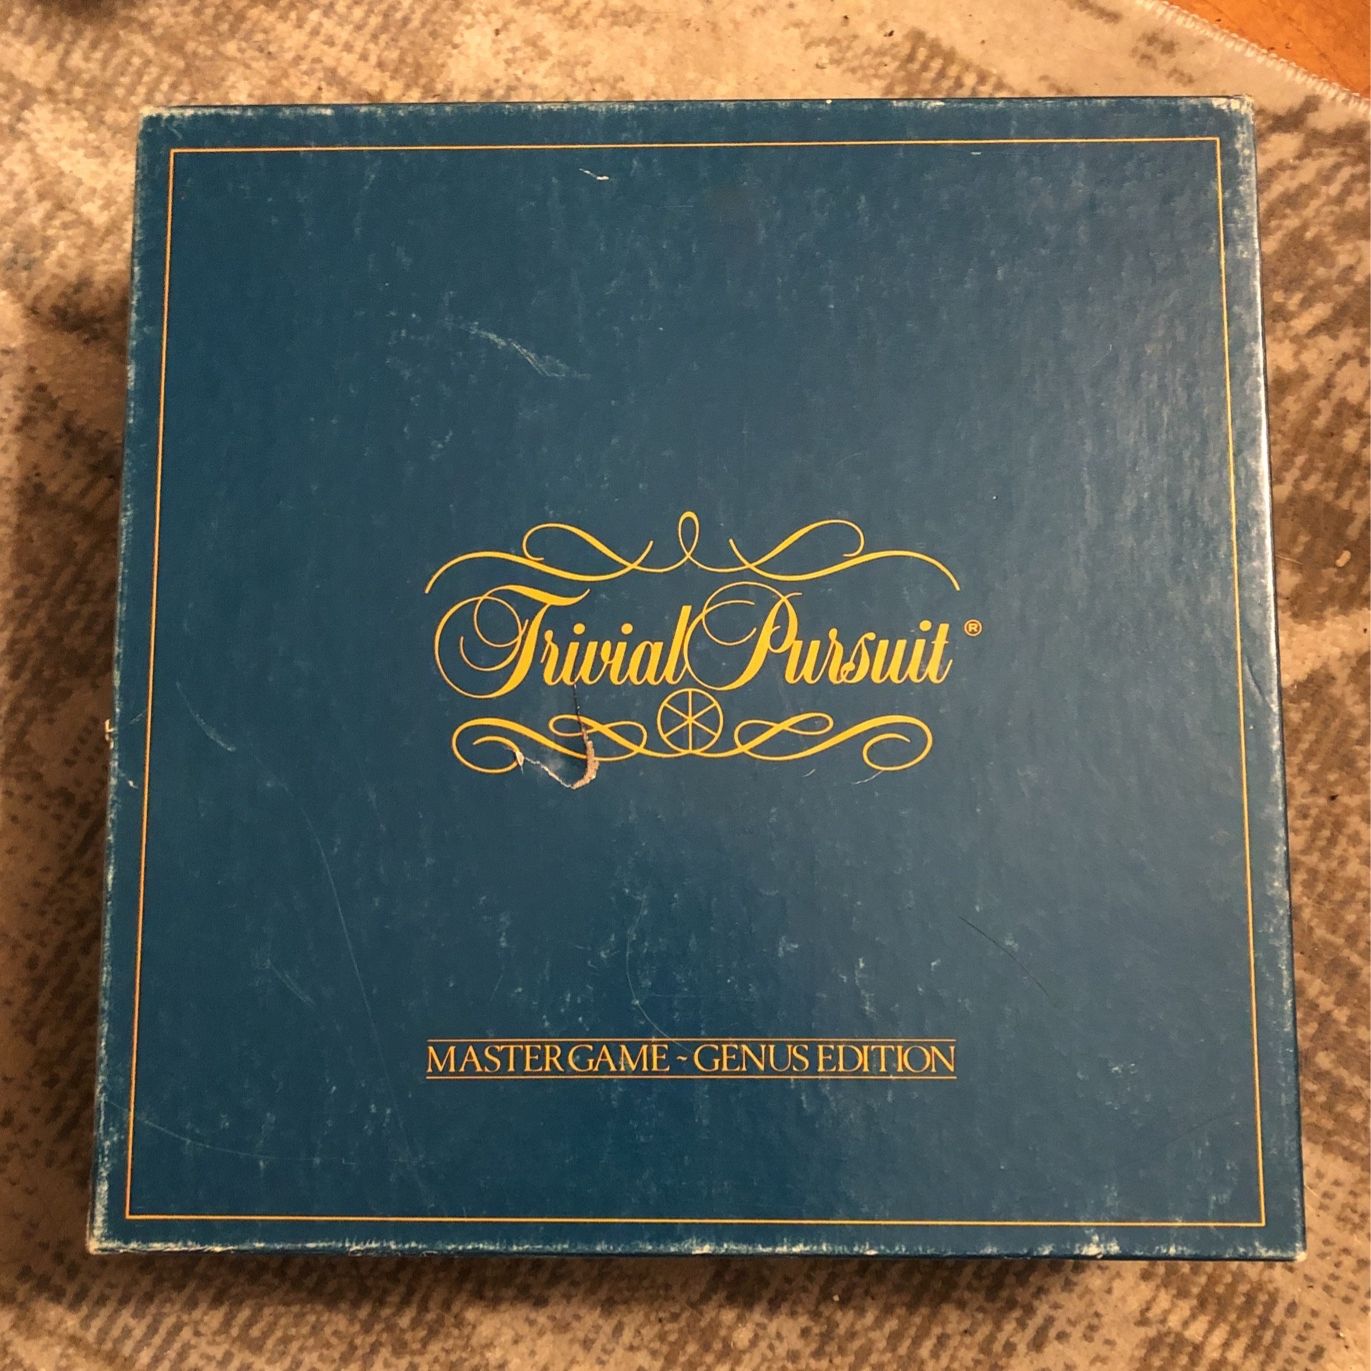 Trivial Pursuit ®
MASTER GAME ~ GENUS EDITION